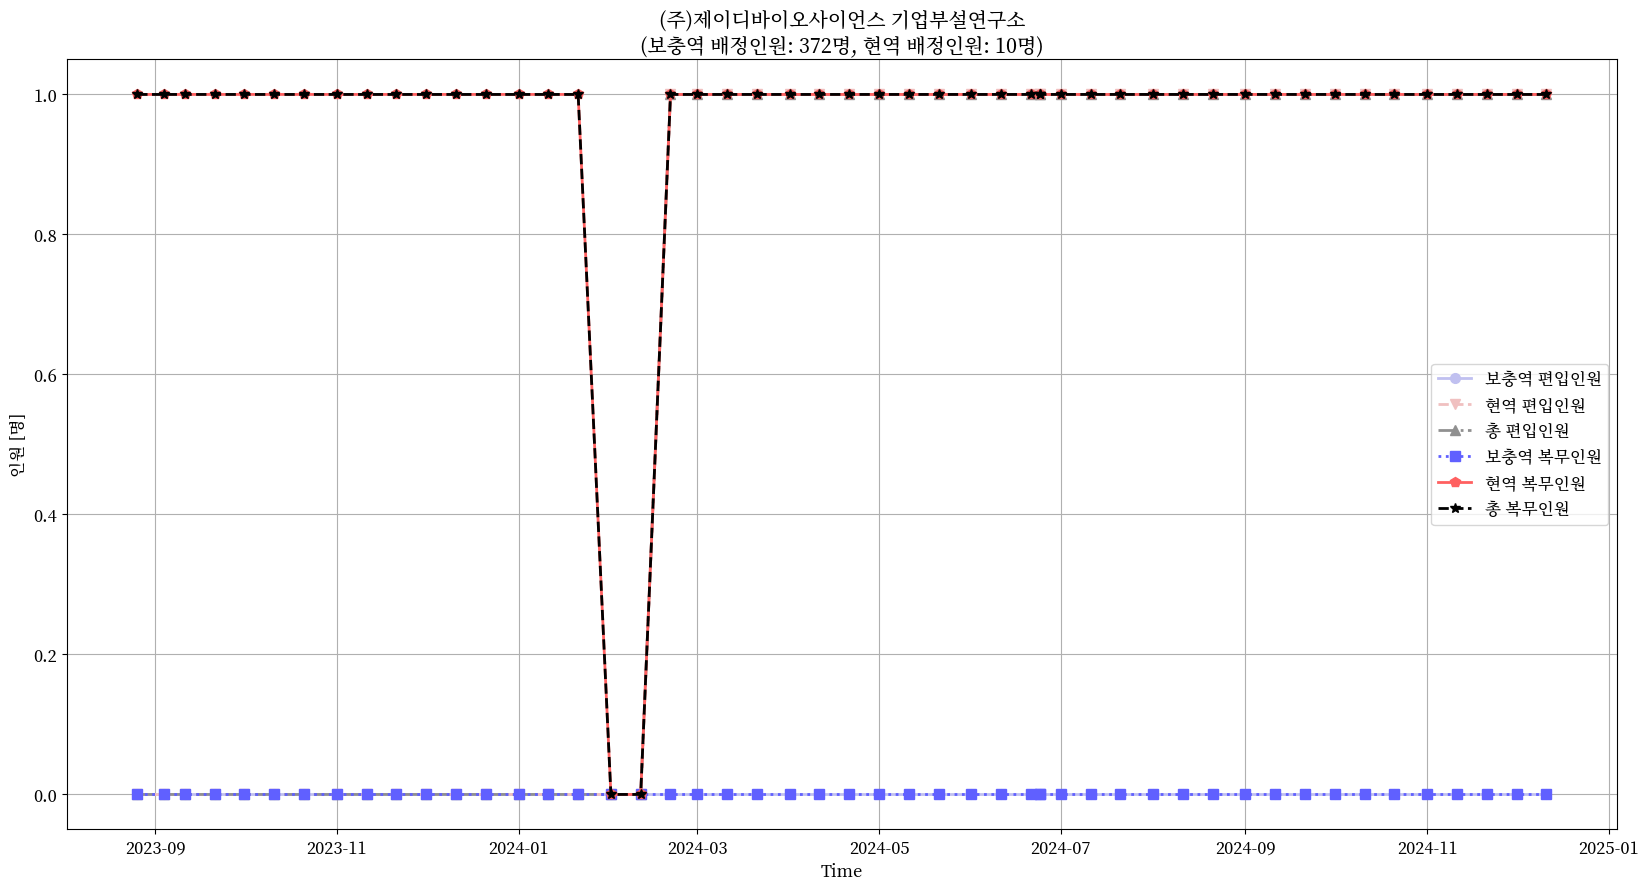 (주)제이디바이오사이언스 기업부설연구소
(보충역 배정인원: 372명, 현역 배정인원: 10명)
인원 [명]
1.0
0.8
0.6
0.4
0.2
0.0
보충역 편입인원
현역 편입인원
총 편입인원
보충역 복무인원
현역 복무인원
총 복무인원
2023-09
2023-11
2024-01
2024-03
2024-05
2024-07
2024-09
2024-11
2025-01
Time